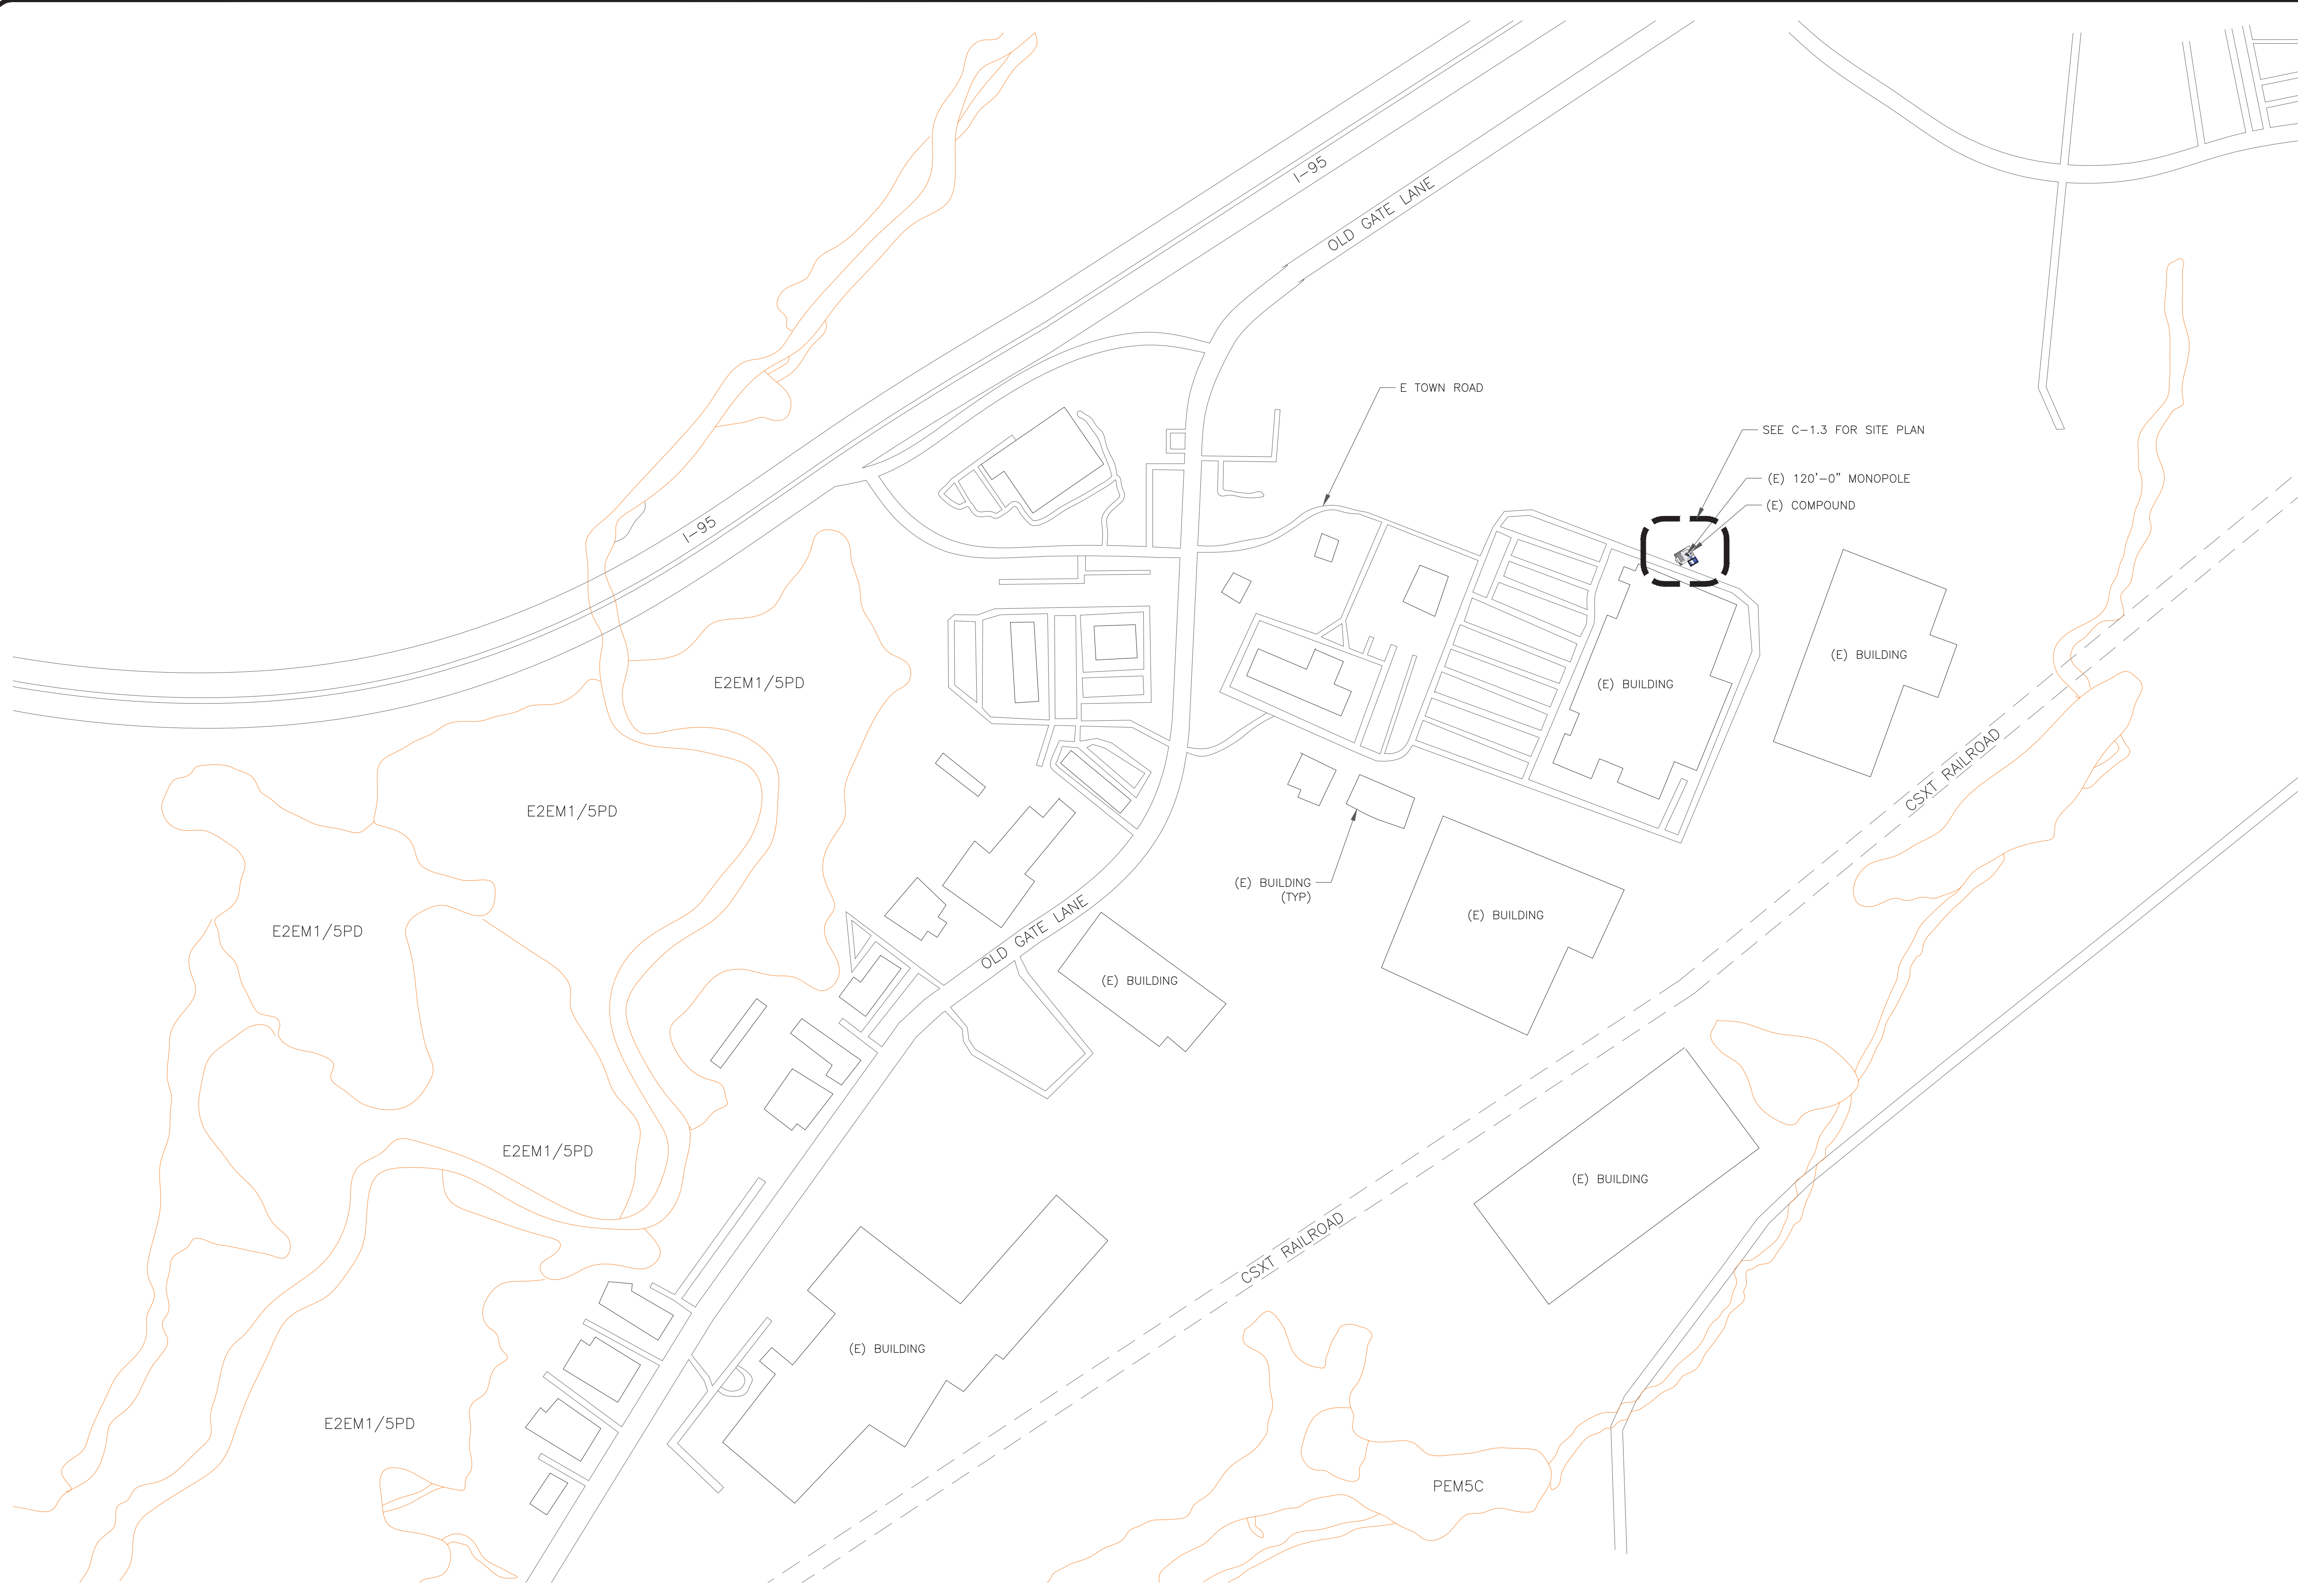 I-95
OLD GATE LANE
E TOWN ROAD
SEE C-1.3 FOR SITE PLAN
(E) 120'-0" MONOPOLE
(E) COMPOUND
I-95
E2EM1/5PD
(E) BUILDING
(E) BUILDING
CSXT RAILROAD
E2EM1/5PD
(E) BUILDING
(TYP)
(E) BUILDING
E2EM1/5PD
OLD GATE LANE
(E) BUILDING
E2EM1/5PD
(E) BUILDING
CSXT RAILROAD
(E) BUILDING
E2EM1/5PD
PEM5C